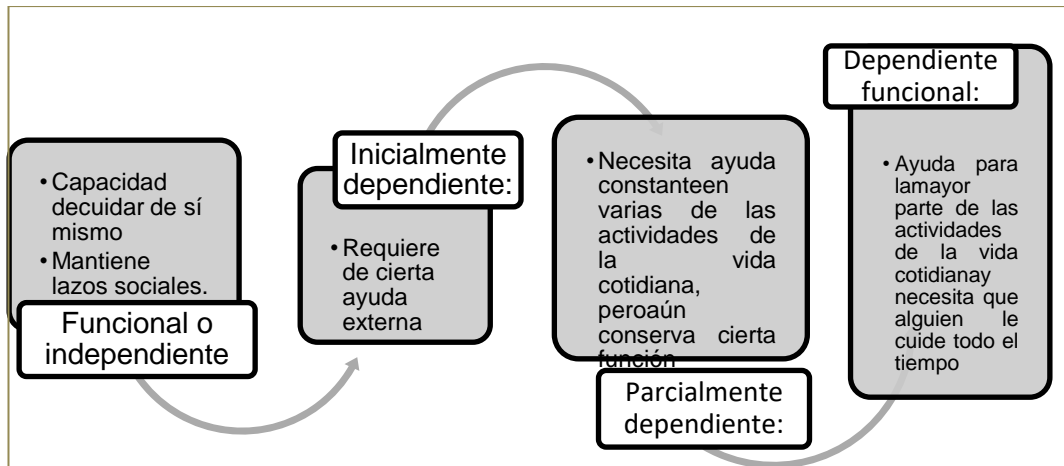 • Capacidad
decuidar de sí
mismo
• Mantiene
lazos sociales.
Funcional o
independiente
Inicialmente
dependiente:
• Requiere
de cierta
ayuda
externa
• Necesita ayuda
constanteen
varias de las
actividades de
la vida
cotidiana,
peroaún
conserva cierta
función
Parcialmente
dependiente:
Dependiente
funcional:
• Ayuda para
lamayor
parte de las
actividades
de la vida
cotidianay
necesita que
alguien le
cuide todo el
tiempo